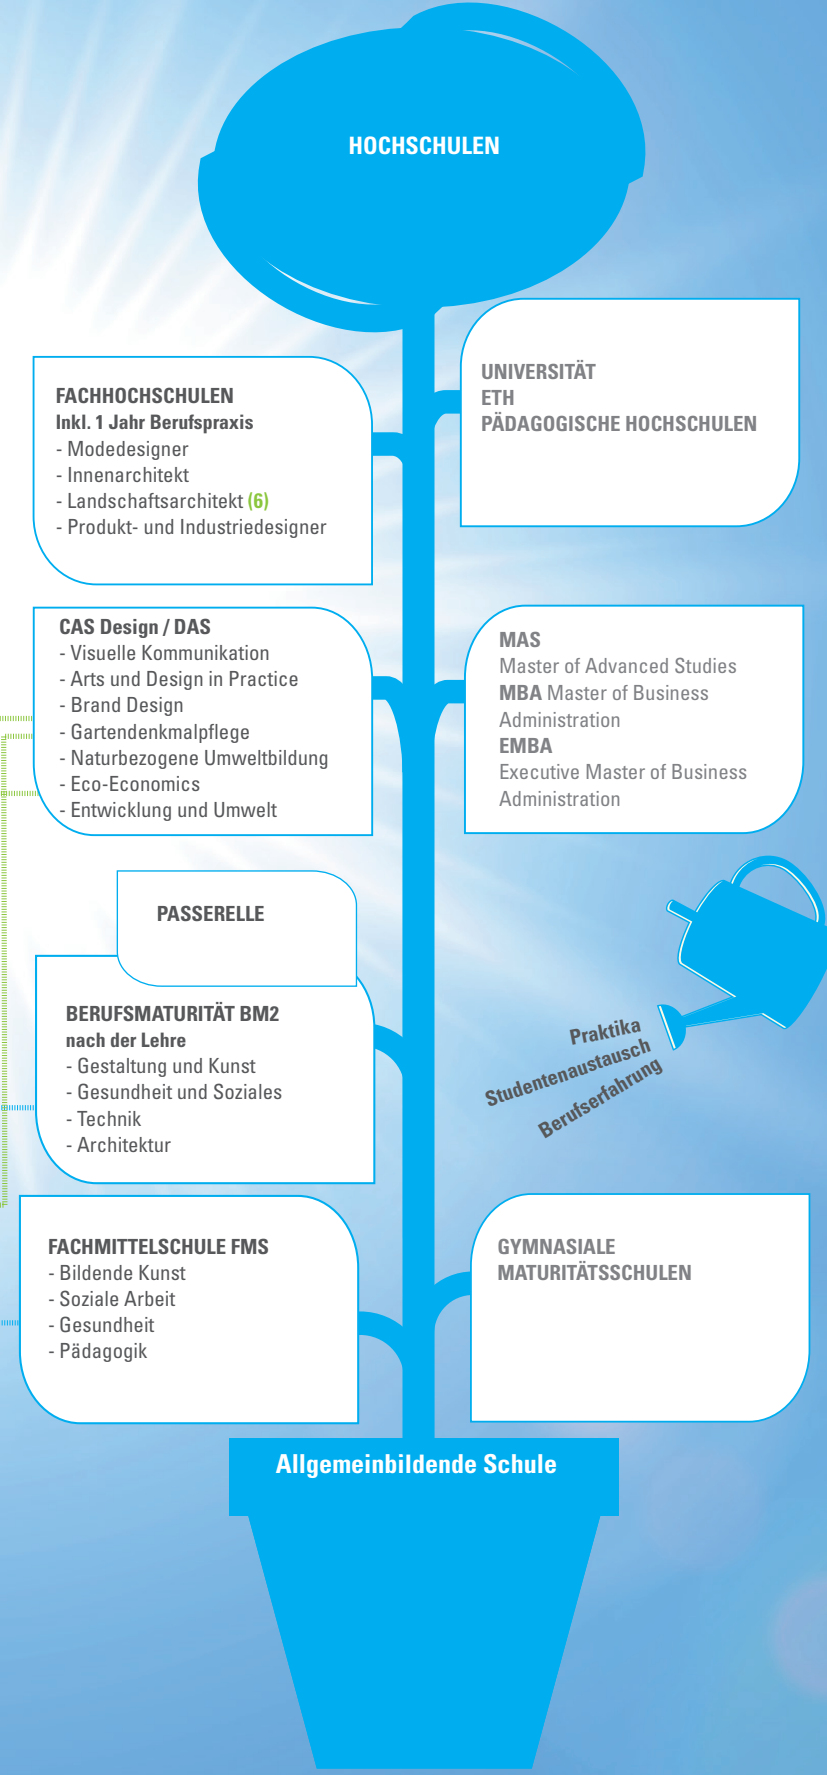 HOCHSCHULEN
FACHHOCHSCHULEN
Inkl. 1 Jahr Berufspraxis
- Modedesigner
- Innenarchitekt
- Landschaftsarchitekt (6)
- Produkt- und Industriedesigner
UNIVERSITÄT
ETH
PÄDAGOGISCHE HOCHSCHULEN
CAS Design / DAS
- Visuelle Kommunikation
- Arts und Design in Practice
- Brand Design
- Gartendenkmalpflege
- Naturbezogene Umweltbildung
- Eco-Economics
- Entwicklung und Umwelt
MAS
Master of Advanced Studies
MBA Master of Business
Administration
EMBA
Executive Master of Business
Administration
PASSERELLE
BERUFSMATURITÄT BM2
nach der Lehre
- Gestaltung und Kunst
- Gesundheit und Soziales
- Technik
- Architektur
Praktika
Studentenaustausch
Berufserfahrung
FACHMITTELSCHULE FMS
- Bildende Kunst
- Soziale Arbeit
- Gesundheit
- Pädagogik
GYMNASIALE
MATURITÄTSSCHULEN
Allgemeinbildende Schule